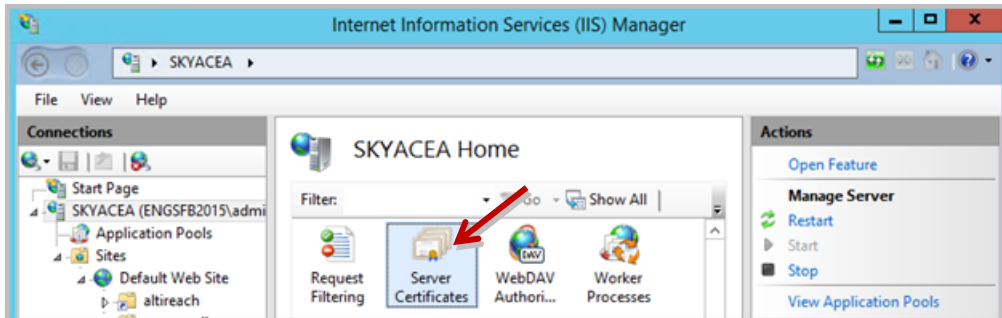 Internet Information Services (IIS) Manager
SKYACEA
File View Help
Connections
Start Page
SKYACEA (ENGSFB2015\admi
Application Pools
Sites
Default Web Site
altireach
SKYACEA Home
Filter: Go Show All
Request Filtering
Server Certificates
DAV
WebDAV Authori...
Worker Processes
Actions
Open Feature
Manage Server
Restart
Start
Stop
View Application Pools